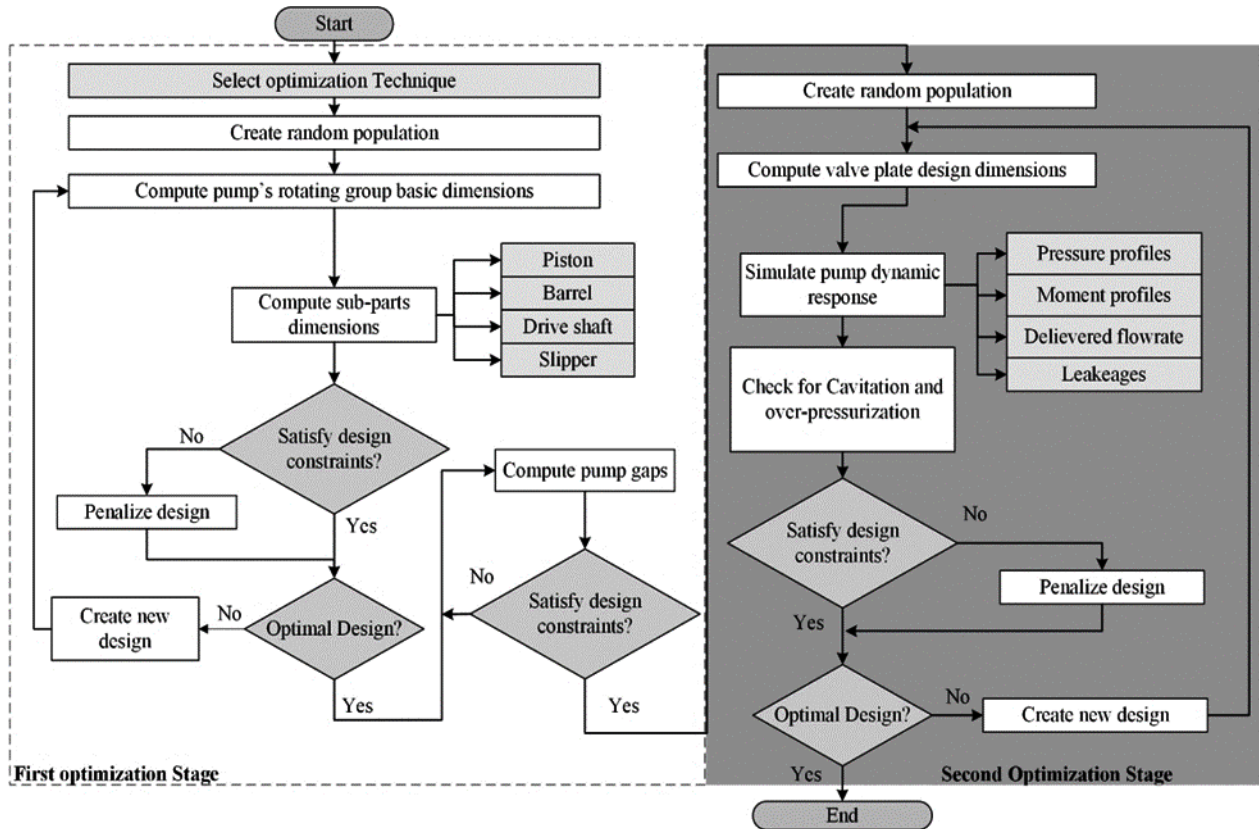 Start
Select optimization Technique
Create random population
Compute pump's rotating group basic dimensions
Compute sub-parts
dimensions
Piston
Barrel
Drive shaft
Slipper
No
Satisfy design
constraints?
Penalize design
Yes
Create new
design
No
Optimal Design?
Yes
Compute pump gaps
No
Satisfy design
constraints?
Yes
First optimization Stage
Create random population
Compute valve plate design dimensions
Simulate pump dynamic
response
Pressure profiles
Moment profiles
Delievered flowrate
Leakeages
Check for Cavitation and
over-pressurization
Satisfy design
constraints?
No
Penalize design
Yes
Optimal Design?
No
Create new design
Yes
Second Optimization Stage
End